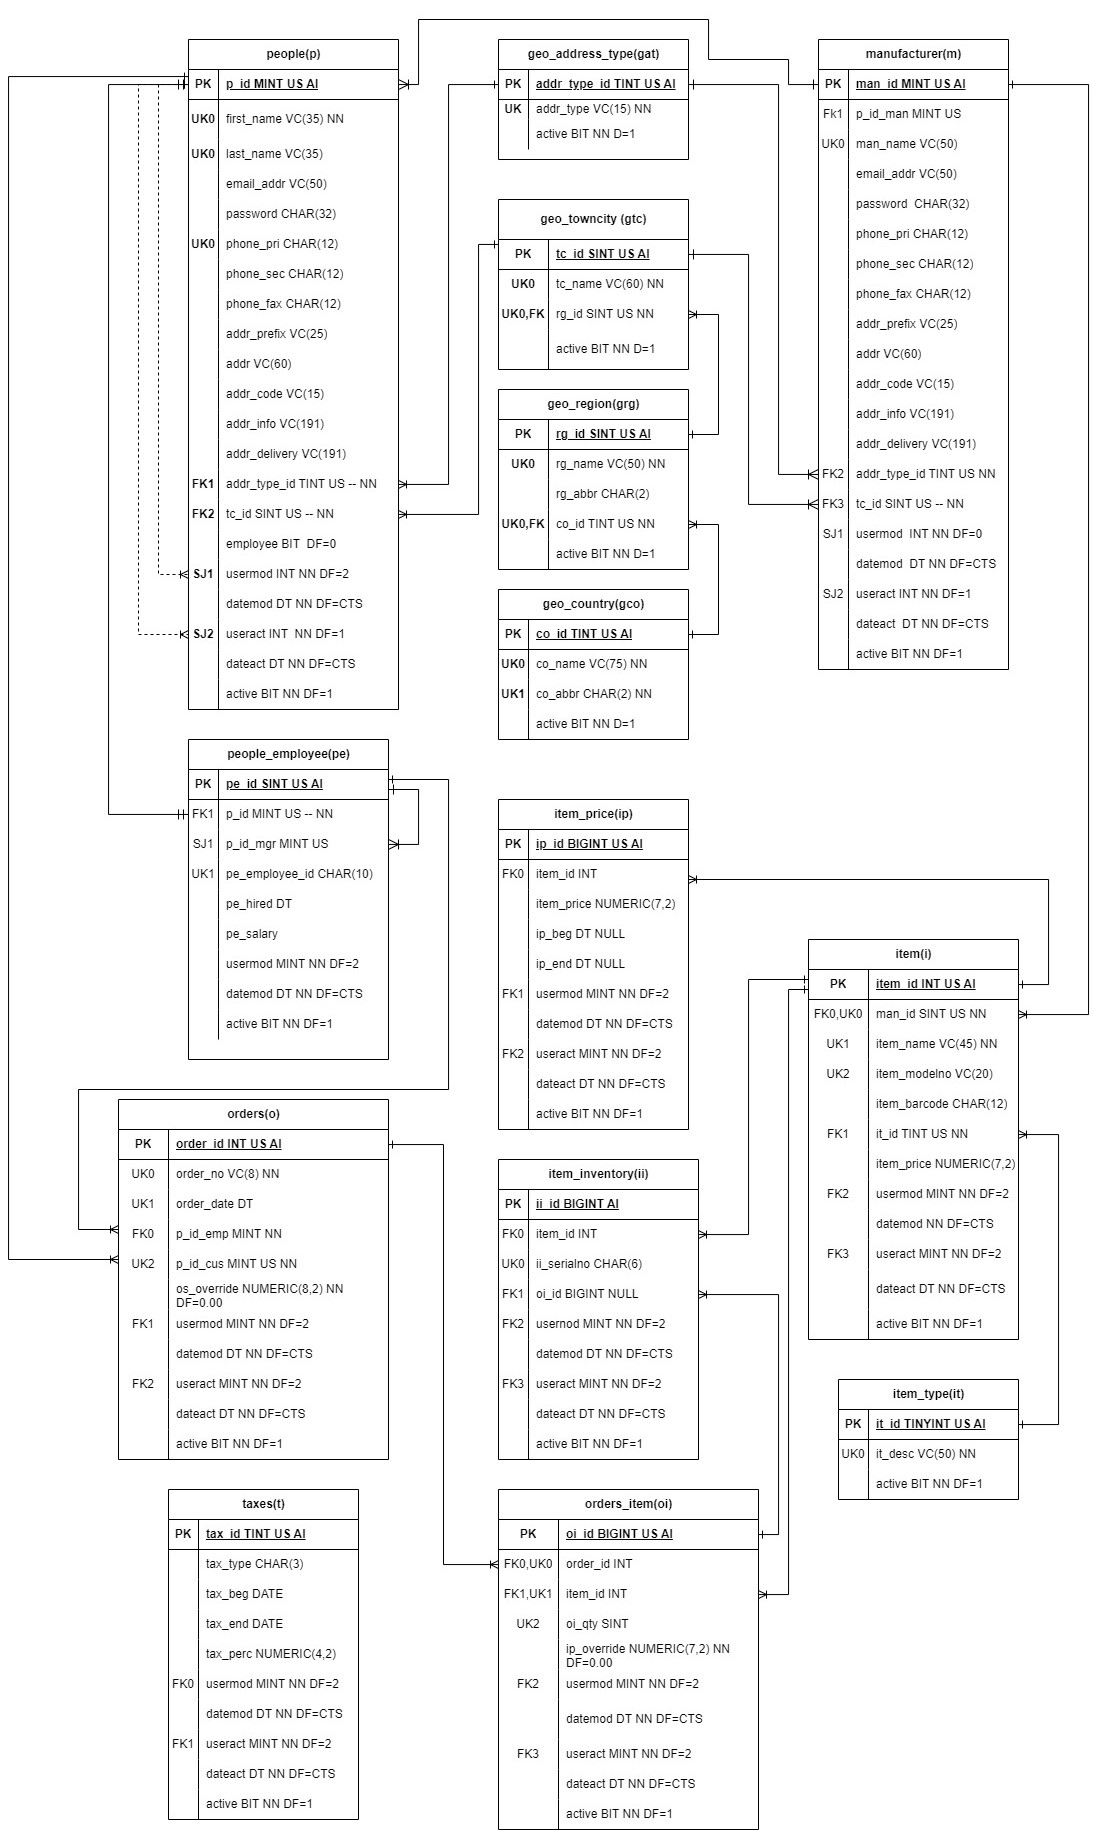 people(p)
PK p_id MINT US AI
UK0 first_name VC(35) NN
UK0 last_name VC(35)
email_addr VC(50)
password CHAR(32)
UK0 phone_pri CHAR(12)
phone_sec CHAR(12)
phone_fax CHAR(12)
addr_prefix VC(25)
addr VC(60)
addr_code VC(15)
addr_info VC(191)
addr_delivery VC(191)
FK1 addr_type_id TINT US -- NN
FK2 tc_id SINT US -- NN
employee BIT DF=0
SJ1 usermod INT NN DF=2
datemod DT NN DF=CTS
SJ2 useract INT NN DF=1
dateact DT NN DF=CTS
active BIT NN DF=1
geo_address_type(gat)
PK addr_type_id TINT US AI
UK addr_type VC(15) NN
active BIT NN D=1
geo_towncity (gtc)
PK tc_id SINT US AI
UK0 tc_name VC(60) NN
UK0,FK rg_id SINT US NN
active BIT NN D=1
geo_region(grg)
PK rg_id SINT US AI
UK0 rg_name VC(50) NN
rg_abbr CHAR(2)
UK0,FK co_id TINT US NN
active BIT NN D=1
geo_country(gco)
PK co_id TINT US AI
UK0 co_name VC(75) NN
UK1 co_abbr CHAR(2) NN
active BIT NN D=1
manufacturer(m)
PK man_id MINT US AI
Fk1 p_id_man MINT US
UK0 man_name VC(50)
email_addr VC(50)
password CHAR(32)
phone_pri CHAR(12)
phone_sec CHAR(12)
phone_fax CHAR(12)
addr_prefix VC(25)
addr VC(60)
addr_code VC(15)
addr_info VC(191)
addr_delivery VC(191)
FK2 addr_type_id TINT US NN
FK3 tc_id SINT US -- NN
SJ1 usermod INT NN DF=0
datemod DT NN DF=CTS
SJ2 useract INT NN DF=1
dateact DT NN DF=CTS
active BIT NN DF=1
people_employee(pe)
PK pe_id SINT US AI
FK1 p_id MINT US -- NN
SJ1 p_id_mgr MINT US
UK1 pe_employee_id CHAR(10)
pe_hired DT
pe_salary
usermod MINT NN DF=2
datemod DT NN DF=CTS
active BIT NN DF=1
item_price(ip)
PK ip_id BIGINT US AI
FK0 item_id INT
item_price NUMERIC(7,2)
ip_beg DT NULL
ip_end DT NULL
FK1 usermod MINT NN DF=2
datemod DT NN DF=CTS
FK2 useract MINT NN DF=2
dateact DT NN DF=CTS
active BIT NN DF=1
item(i)
PK item_id INT US AI
FK0,UK0 man_id SINT US NN
UK1 item_name VC(45) NN
UK2 item_modelno VC(20)
item_barcode CHAR(12)
FK1 it_id TINT US NN
item_price NUMERIC(7,2)
FK2 usermod MINT NN DF=2
datemod NN DF=CTS
FK3 useract MINT NN DF=2
dateact DT NN DF=CTS
active BIT NN DF=1
orders(o)
PK order_id INT US AI
UK0 order_no VC(8) NN
UK1 order_date DT
FK0 p_id_emp MINT NN
UK2 p_id_cus MINT US NN
os_override NUMERIC(8,2) NN
DF=0.00
FK1 usermod MINT NN DF=2
datemod DT NN DF=CTS
FK2 useract MINT NN DF=2
dateact DT NN DF=CTS
active BIT NN DF=1
item_inventory(ii)
PK ii_id BIGINT AI
FK0 item_id INT
UK0 ii_serialno CHAR(6)
FK1 oi_id BIGINT NULL
FK2 usernod MINT NN DF=2
datemod DT NN DF=CTS
FK3 useract MINT NN DF=2
dateact DT NN DF=CTS
active BIT NN DF=1
item_type(it)
PK it_id TINYINT US AI
UK0 it_desc VC(50) NN
active BIT NN DF=1
taxes(t)
PK tax_id TINT US AI
tax_type CHAR(3)
tax_beg DATE
tax_end DATE
tax_perc NUMERIC(4,2)
FK0 usermod MINT NN DF=2
datemod DT NN DF=CTS
FK1 useract MINT NN DF=2
dateact DT NN DF=CTS
active BIT NN DF=1
orders_item(oi)
PK oi_id BIGINT US AI
FK0,UK0 order_id INT
FK1,UK1 item_id INT
UK2 oi_qty SINT
ip_override NUMERIC(7,2) NN
DF=0.00
FK2 usermod MINT NN DF=2
datemod DT NN DF=CTS
FK3 useract MINT NN DF=2
dateact DT NN DF=CTS
active BIT NN DF=1